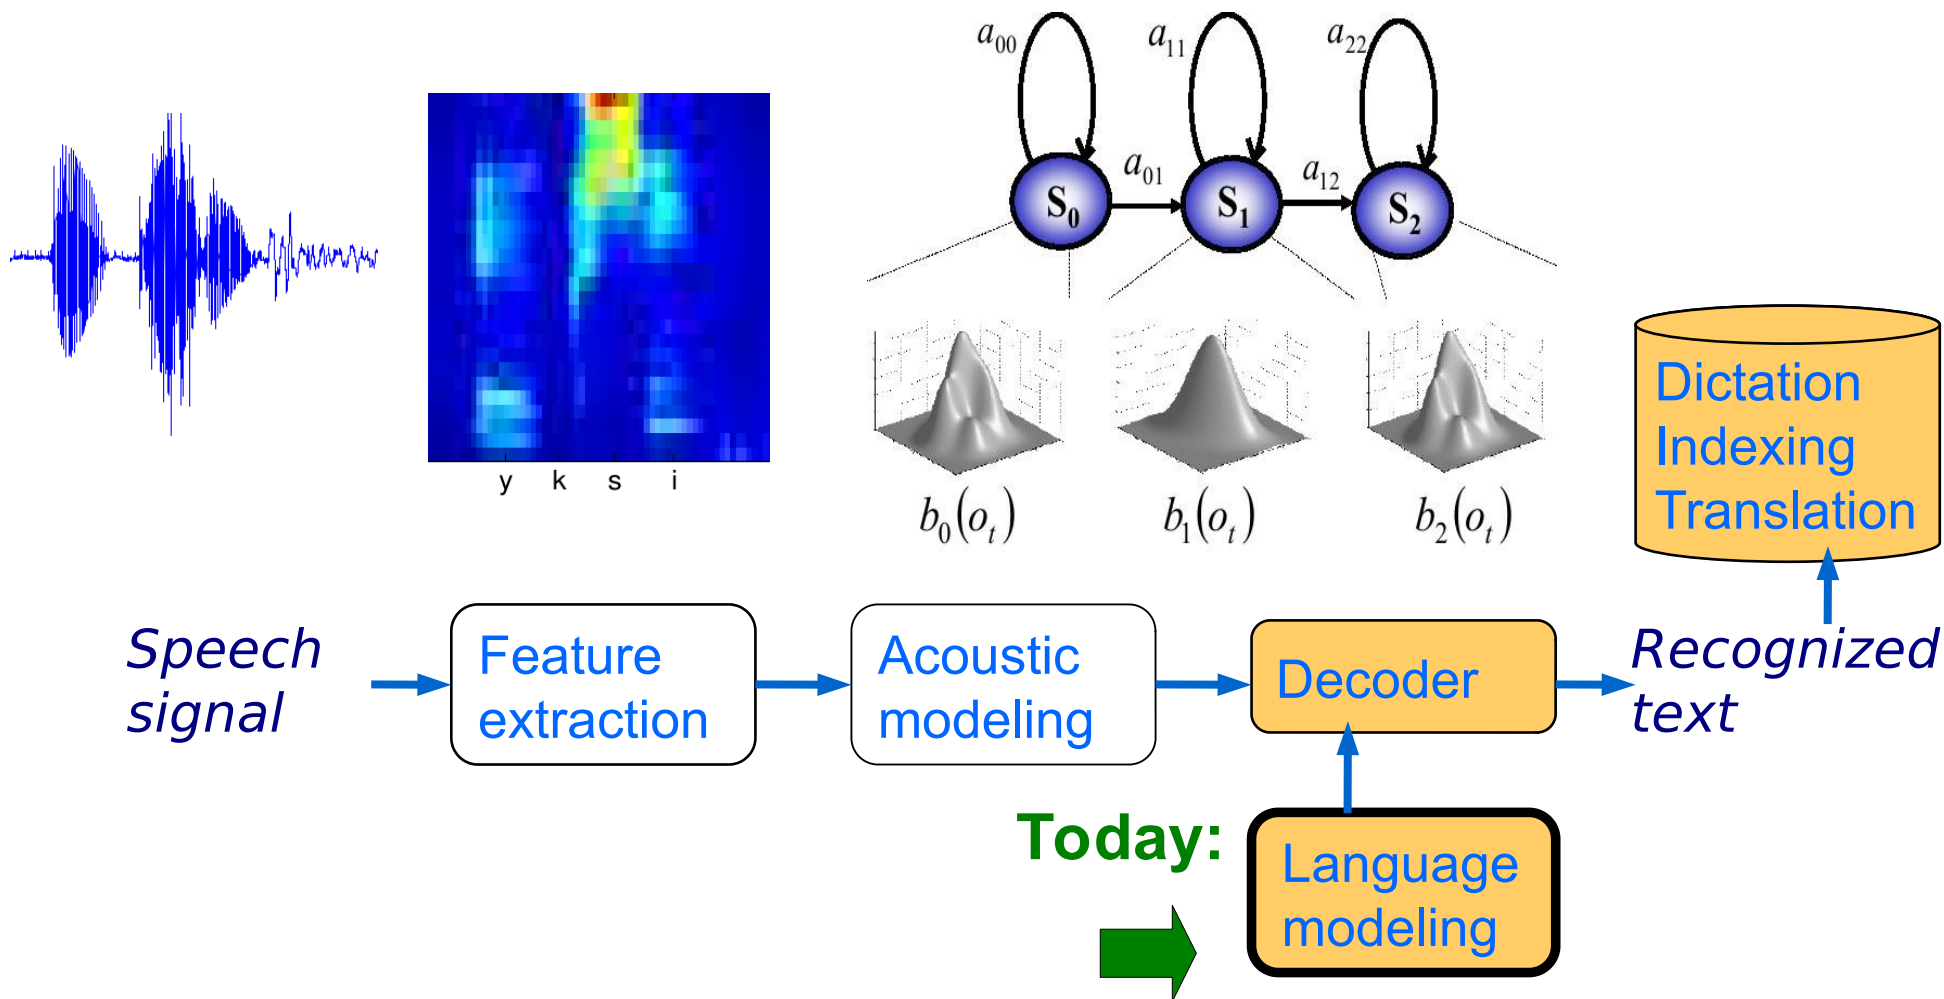 a₀₀ a₁₁ a₂₂
a₀₁ a₁₂
S₀ S₁ S₂
y k s i
b₀(oₜ) b₁(oₜ) b₂(oₜ)
Dictation
Indexing
Translation
Speech
signal
Feature
extraction
Acoustic
modeling
Decoder
Recognized
text
Today:
Language
modeling